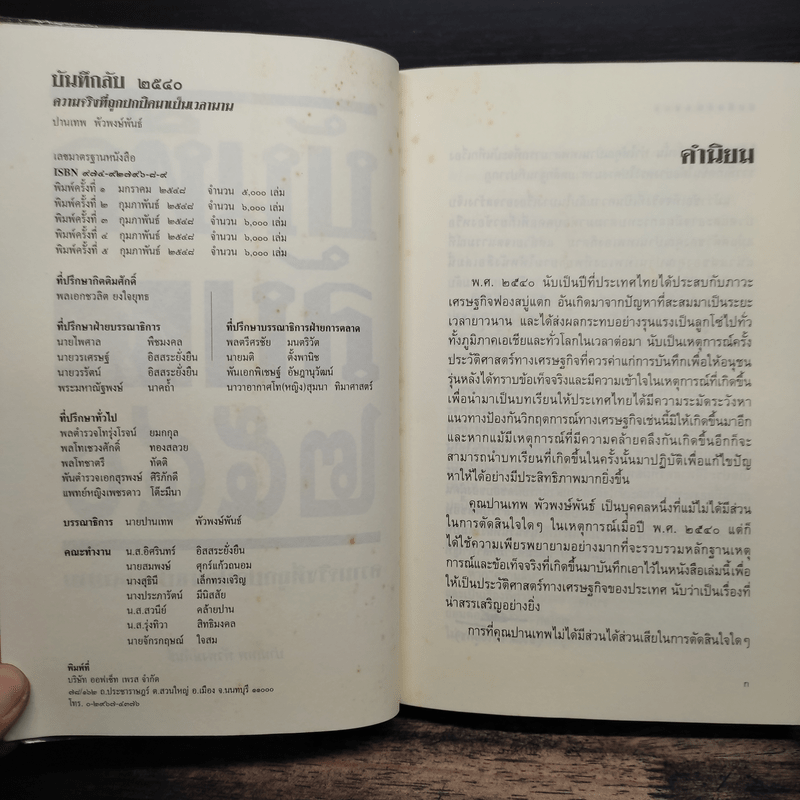 บันทึกลับ ๒๕๔๐
ความจริงที่ถูกปกปิดมาเป็นเวลานาน
ปานเทพ พัวพงษ์พันธ์
เลขมาตรฐานหนังสือ
ISBN ๙๗๔-๙๒๗๙๖-๘-๙
พิมพ์ครั้งที่ ๑ มกราคม ๒๕๔๘ จำนวน ๕,๐๐๐ เล่ม
พิมพ์ครั้งที่ ๒ กุมภาพันธ์ ๒๕๔๘ จำนวน ๖,๐๐๐ เล่ม
พิมพ์ครั้งที่ ๓ กุมภาพันธ์ ๒๕๔๘ จำนวน ๖,๐๐๐ เล่ม
พิมพ์ครั้งที่ ๔ กุมภาพันธ์ ๒๕๔๘ จำนวน ๖,๐๐๐ เล่ม
พิมพ์ครั้งที่ ๕ กุมภาพันธ์ ๒๕๔๘ จำนวน ๖,๐๐๐ เล่ม
ที่ปรึกษากิตติมศักดิ์
พลเอกชวลิต ยงใจยุทธ
ที่ปรึกษาฝ่ายบรรณาธิการ
นายไพศาล พืชมงคล
นายวรเศรษฐ์ อิสสระยั่งยืน
นายวรรัตน์ อิสสระยั่งยืน
พระมหาณัฐพงษ์ นาคถ้ำ
ที่ปรึกษาบรรณาธิการฝ่ายการตลาด
พลตรีศรชัย มนตริวัต
นายมติ ตั้งพานิช
พันเอกพิเชษฐ์ อัษฎานุวัฒน์
นาวาอากาศโท(หญิง)สุมนา ทิมาศาสตร์
ที่ปรึกษาทั่วไป
พลตำรวจโทรุ่งโรจน์ ยมกกุล
พลโทเชวงศักดิ์ ทองสลวย
พลโทชาตรี ทัตติ
พันตำรวจเอกสุรพงษ์ ศิริภักดี
แพทย์หญิงเพชรดาว โต๊ะมีนา
บรรณาธิการ นายปานเทพ พัวพงษ์พันธ์
คณะทำงาน น.ส.อิศรินทร์ อิสสระยั่งยืน
นายสมพงษ์ ศุกร์แก้วถนอม
นางสุธินี เล็กทรงเจริญ
นางประภารัตน์ มีนิสสัย
น.ส.สวนีย์ คล้ายปาน
น.ส.รุ่งทิวา สิทธิมงคล
นายจักรกฤษณ์ ใจสม
พิมพ์ที่
บริษัท ออฟเซ็ท เพรส จำกัด
๗๘/๑๖๒ ถ.ประชาราษฎร์ ต.สวนใหญ่ อ.เมือง จ.นนทบุรี ๑๑๐๐๐
โทร. ๐-๒๙๖๗-๔๓๗๖
คำนิยม
พ.ศ. ๒๕๔๐ นับเป็นปีที่ประเทศไทยได้ประสบกับภาวะ
เศรษฐกิจฟองสบู่แตก อันเกิดมาจากปัญหาที่สะสมมาเป็นระยะ
เวลายาวนาน และได้ส่งผลกระทบอย่างรุนแรงเป็นลูกโซ่ไปทั่ว
ทั้งภูมิภาคเอเชียและทั่วโลกในเวลาต่อมา นับเป็นเหตุการณ์ครั้ง
ประวัติศาสตร์ทางเศรษฐกิจที่ควรค่าแก่การบันทึกเพื่อให้อนุชน
รุ่นหลังได้ทราบข้อเท็จจริงและมีความเข้าใจในเหตุการณ์ที่เกิดขึ้น
เพื่อนำมาเป็นบทเรียนให้ประเทศไทยได้มีความระมัดระวังหา
แนวทางป้องกันวิกฤตการณ์ทางเศรษฐกิจเช่นนี้มิให้เกิดขึ้นมาอีก
และหากแม้มีเหตุการณ์ที่มีความคล้ายคลึงกันเกิดขึ้นอีกก็จะ
สามารถนำบทเรียนที่เกิดขึ้นในครั้งนั้นมาปฏิบัติเพื่อแก้ไขปัญ
หาให้ได้อย่างมีประสิทธิภาพมากยิ่งขึ้น
คุณปานเทพ พัวพงษ์พันธ์ เป็นบุคคลหนึ่งที่แม้ไม่ได้มีส่วน
ในการตัดสินใจใดๆ ในเหตุการณ์เมื่อปี พ.ศ. ๒๕๔๐ แต่ก็
ได้ใช้ความเพียรพยายามอย่างมากที่จะรวบรวมหลักฐานเหตุ
การณ์และข้อเท็จจริงที่เกิดขึ้นมาบันทึกเอาไว้ในหนังสือเล่มนี้เพื่อ
ให้เป็นประวัติศาสตร์ทางเศรษฐกิจของประเทศ นับว่าเป็นเรื่องที่
น่าสรรเสริญอย่างยิ่ง
การที่คุณปานเทพไม่ได้มีส่วนได้ส่วนเสียในการตัดสินใจใดๆ
๓